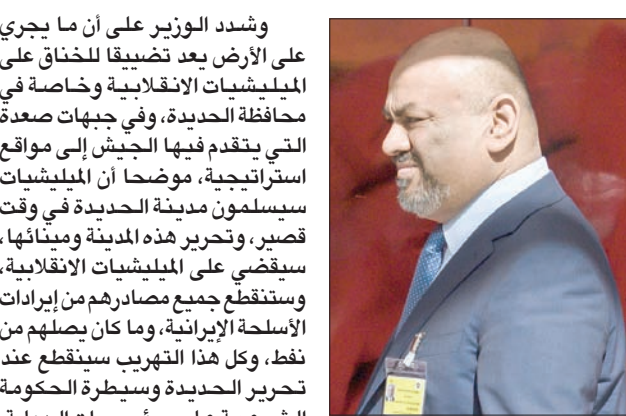 وشدد الوزير على أن ما يجري
على الأرض يعد تضييقا للخناق على
الميليشيات الانقلابية وخاصة في
محافظة الحديدة، وفي جبهات صعدة
التي يتقدم فيها الجيش إلى مواقع
استراتيجية، موضحا أن الميليشيات
سيسلمون مدينة الحديدة في وقت
قصير، وتحرير هذه المدينة ومينائها،
سيقضي على الميليشيات الانقلابية،
وستنقطع جميع مصادرهم من إيرادات
الأسلحة الإيرانية، وما كان يصلهم من
نفط، وكل هذا التهريب سينقطع عند
تحرير الحديدة وسيطرة الحكومة